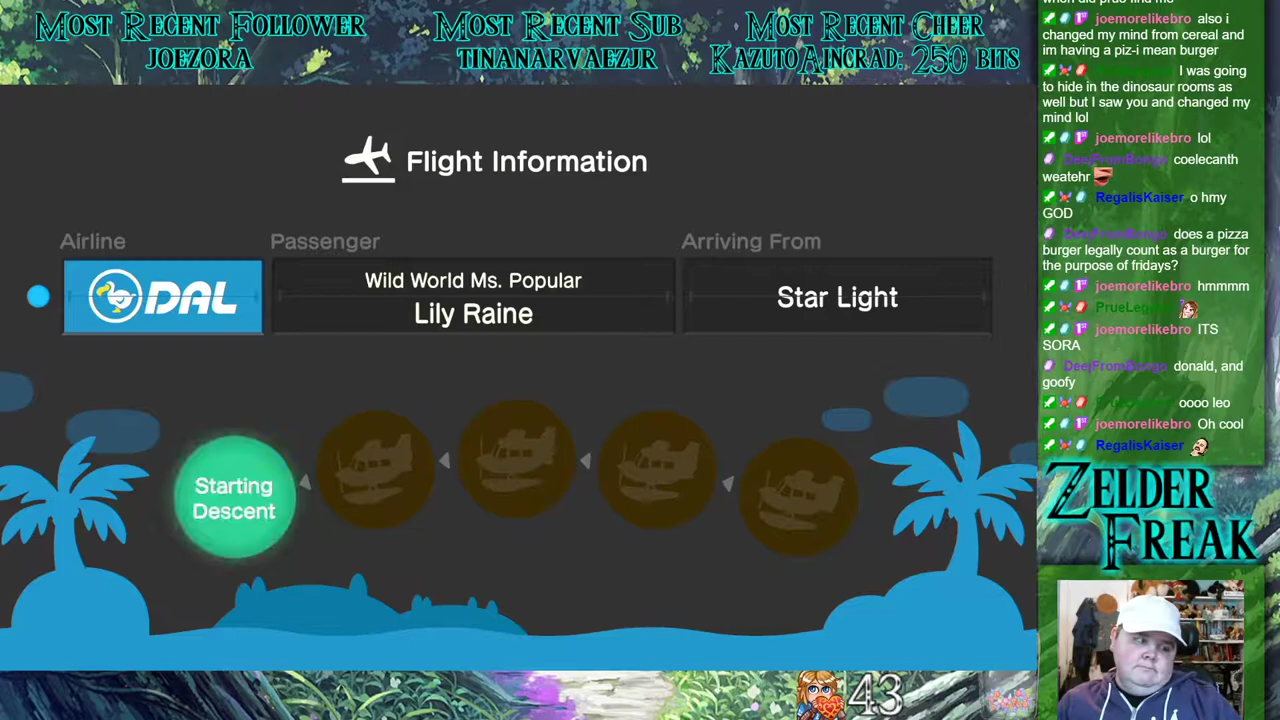 Most Recent Follower
joezora
Most Recent Sub
tinanarvaezjr
Most Recent Cheer
KazutoAincrad: 250 bits
Flight Information
Airline
Passenger
Arriving From
DAL
Wild World Ms. Popular
Lily Raine
Star Light
Starting
Descent
43
joemorelikebro also i
changed my mind from cereal and
im having a piz-i mean burger
I was going
to hide in the dinosaur rooms as
well but I saw you and changed my
mind lol
joemorelikebro lol
DeejFromBongo coelecanth
weatehr
RegalisKaiser o hmy
GOD
DeejFromBongo does a pizza
burger legally count as a burger for
the purpose of fridays?
joemorelikebro hmmmm
joemorelikebro ITS
SORA
DeejFromBongo donald, and
goofy
oooo leo
joemorelikebro Oh cool
RegalisKaiser
Zelder
Freak